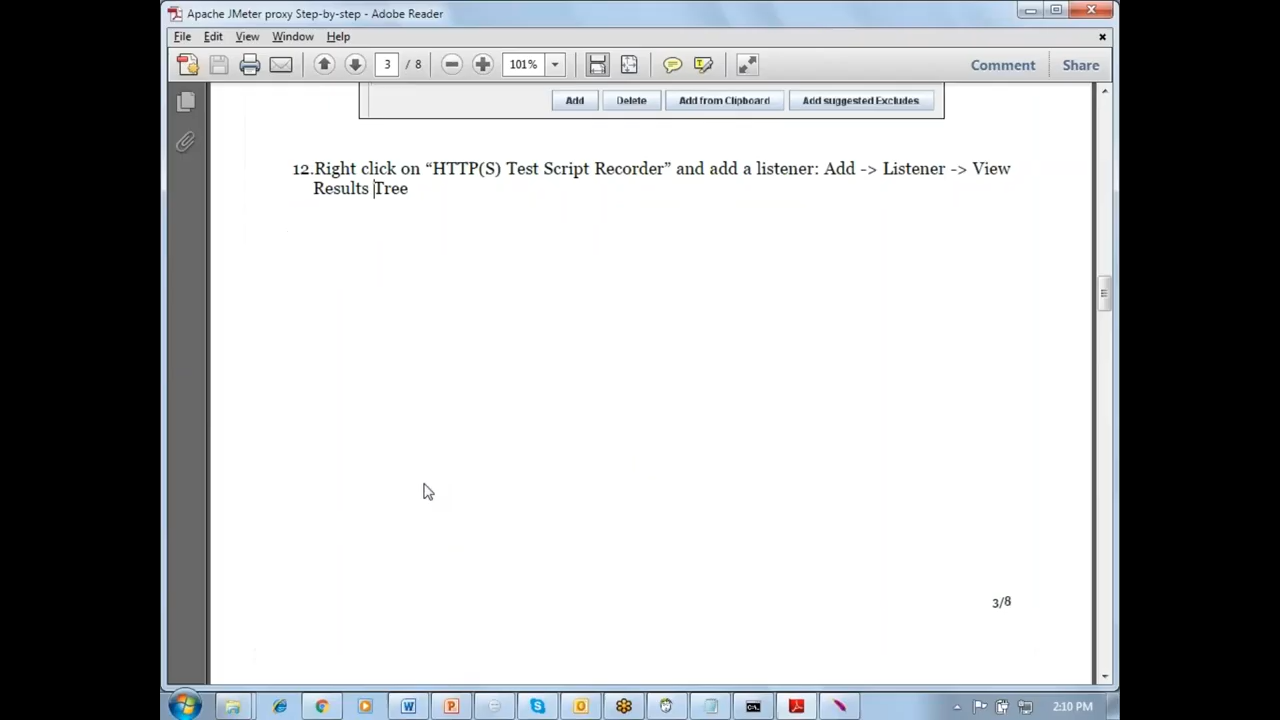 Apache JMeter proxy Step-by-step - Adobe Reader
File Edit View Window Help
3 / 8 101% Comment Share
Add Delete Add from Clipboard Add suggested Excludes
12.Right click on “HTTP(S) Test Script Recorder” and add a listener: Add -> Listener -> View
Results Tree
3/8
2:10 PM